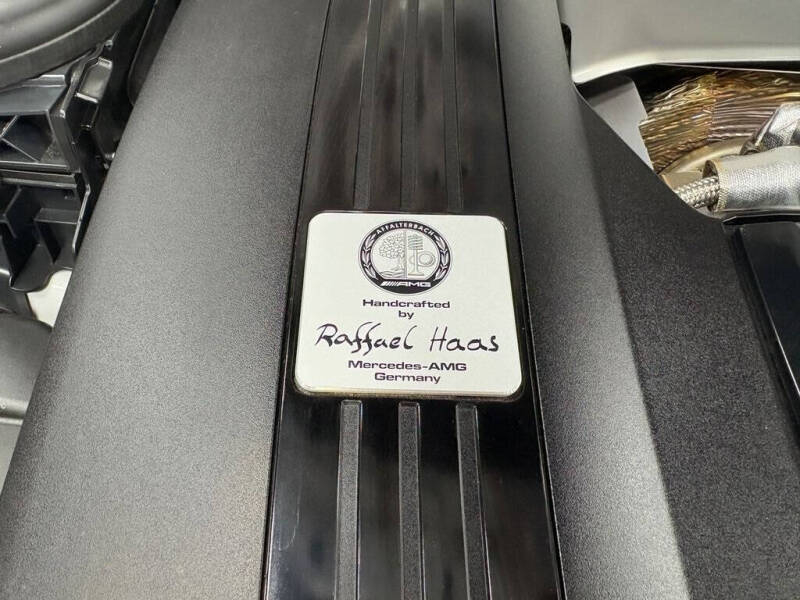 AFFALTERBACH
AMG
Handcrafted
by
Raffael Haas
Mercedes-AMG
Germany